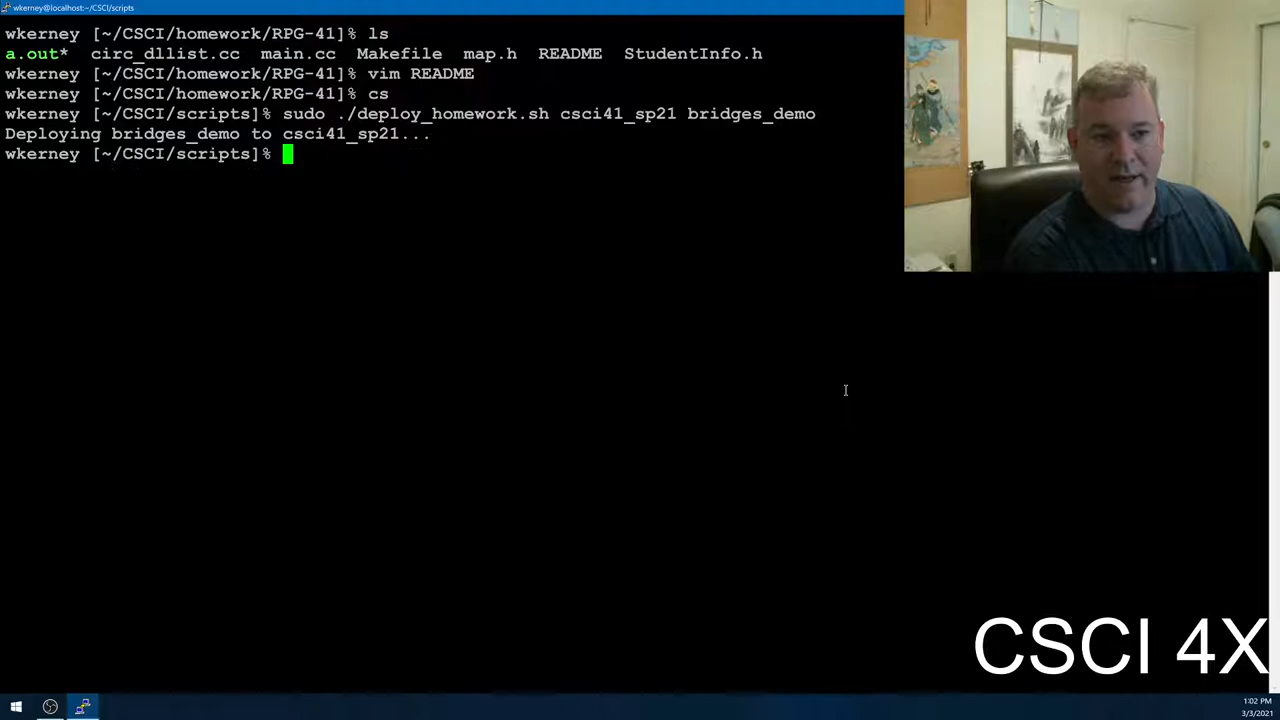 wkerney@localhost:~/CSCI/scripts
wkerney [~/CSCI/homework/RPG-41]% ls
a.out*  circ_dllist.cc  main.cc  Makefile  map.h  README  StudentInfo.h
wkerney [~/CSCI/homework/RPG-41]% vim README
wkerney [~/CSCI/homework/RPG-41]% cs
wkerney [~/CSCI/scripts]% sudo ./deploy_homework.sh csci41_sp21 bridges_demo
Deploying bridges_demo to csci41_sp21...
wkerney [~/CSCI/scripts]%
CSCI 4X
1:02 PM
3/3/2021